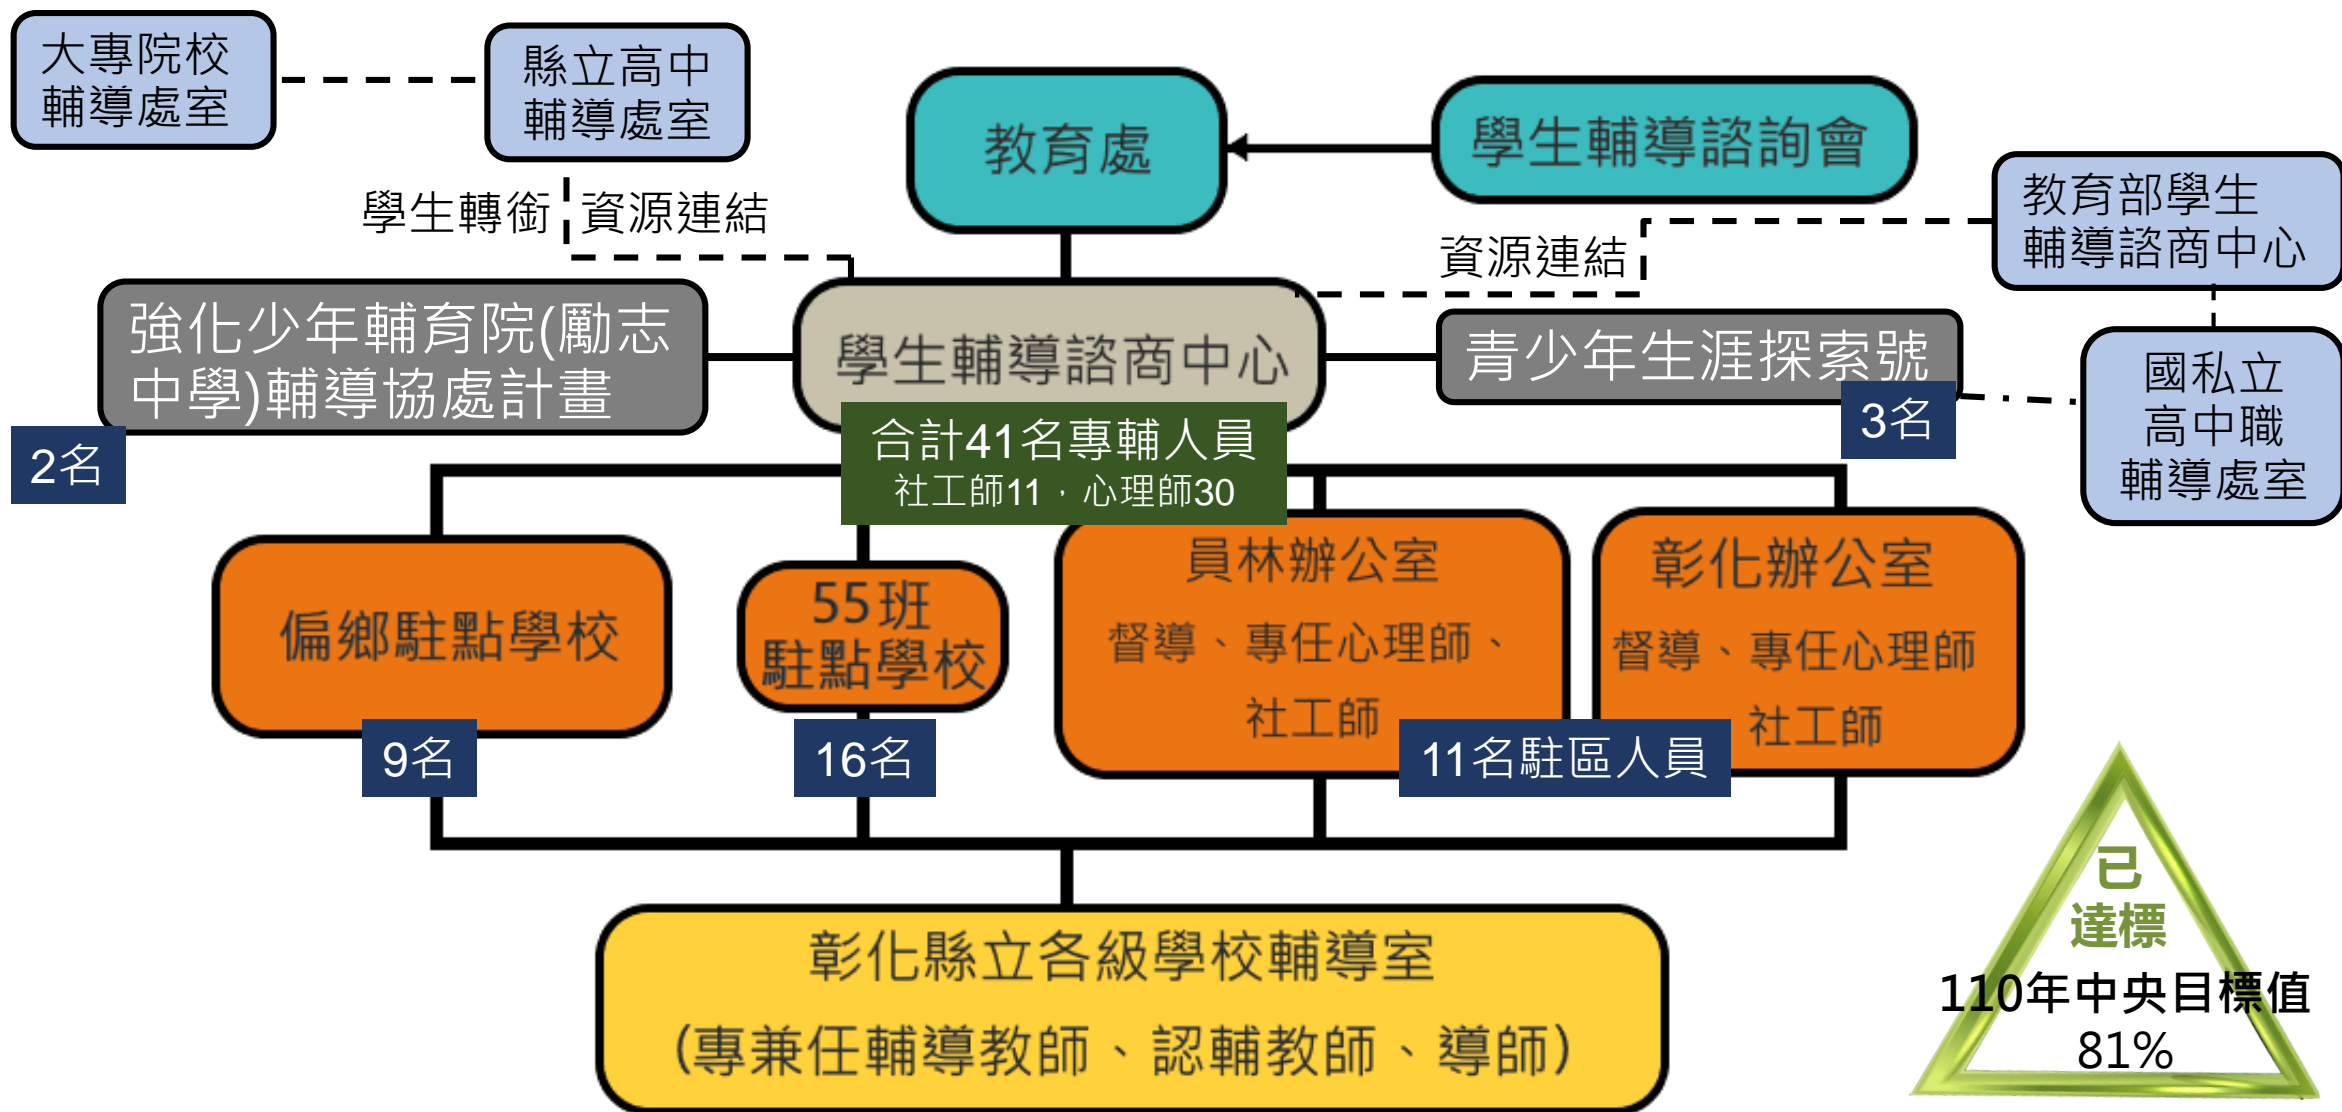 大專院校
輔導處室
縣立高中
輔導處室
教育處
學生輔導諮詢會
學生轉銜
資源連結
資源連結
教育部學生
輔導諮商中心
強化少年輔育院(勵志
中學)輔導協處計畫
2名
學生輔導諮商中心
青少年生涯探索號
3名
國私立
高中職
輔導處室
合計41名專輔人員
社工師11，心理師30
偏鄉駐點學校
9名
55班
駐點學校
16名
員林辦公室
督導、專任心理師、
社工師
彰化辦公室
督導、專任心理師
社工師
11名駐區人員
彰化縣立各級學校輔導室
(專兼任輔導教師、認輔教師、導師)
已
達標
110年中央目標值
81%